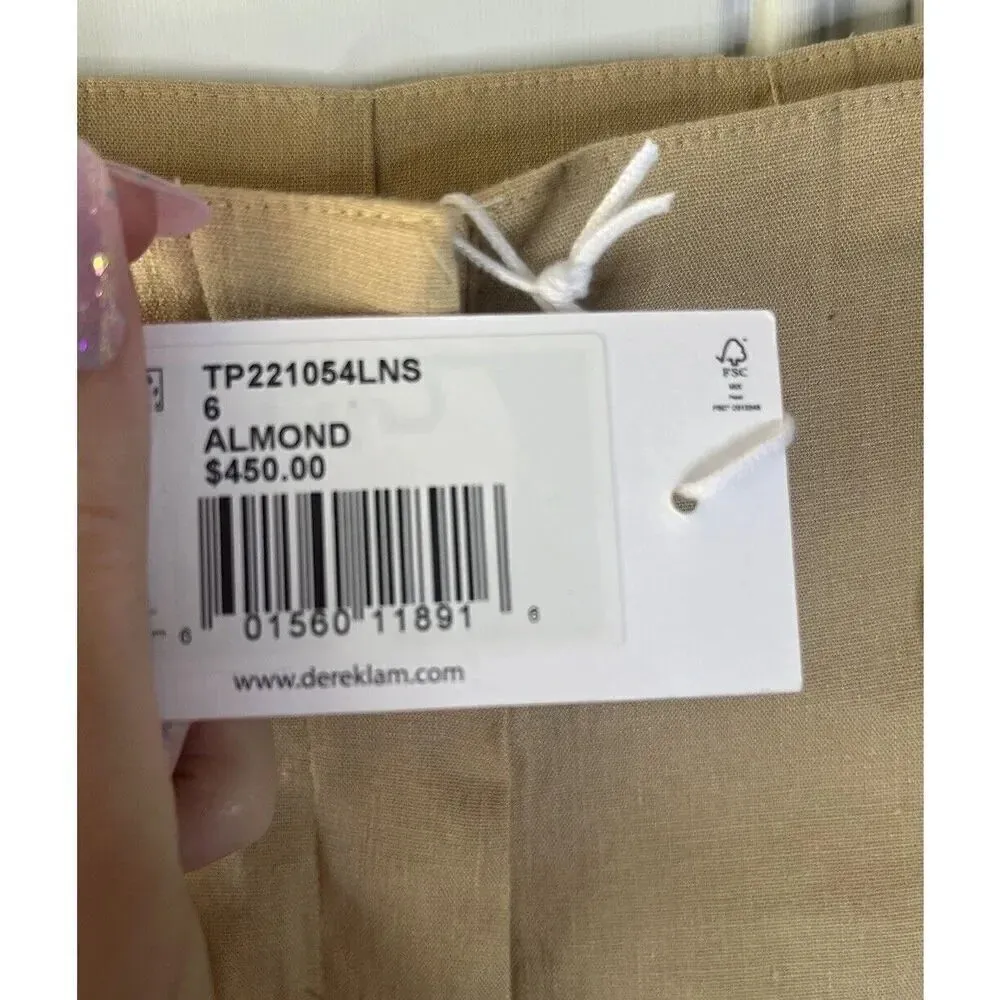 TP221054LNS
6
ALMOND
$450.00
FSC
6 01560 11891 6
www.dereklam.com